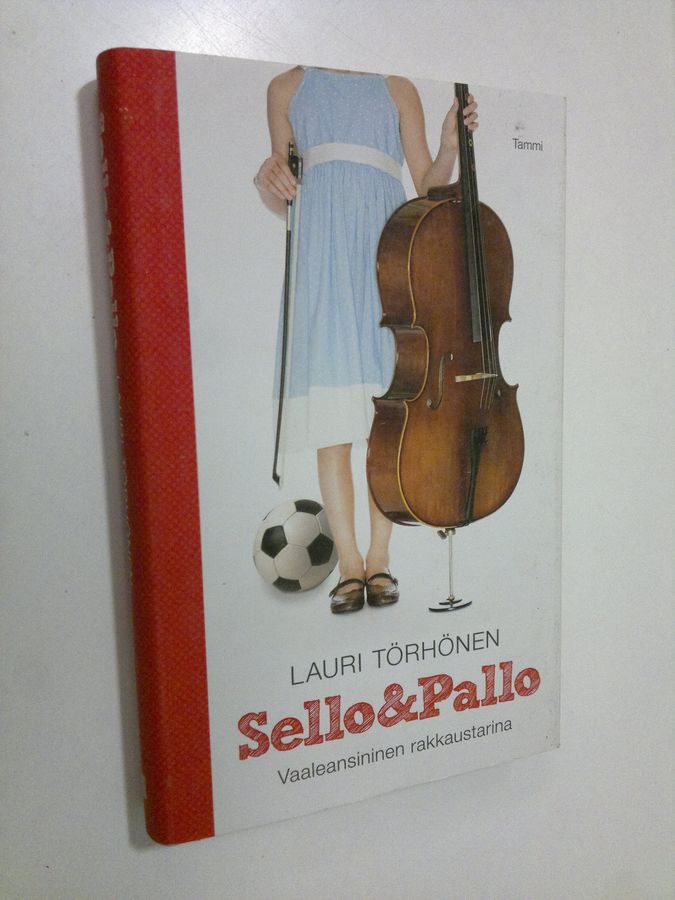 Tammi
LAURI TÖRHÖNEN
Sello&Pallo
Vaaleansininen rakkaustarina